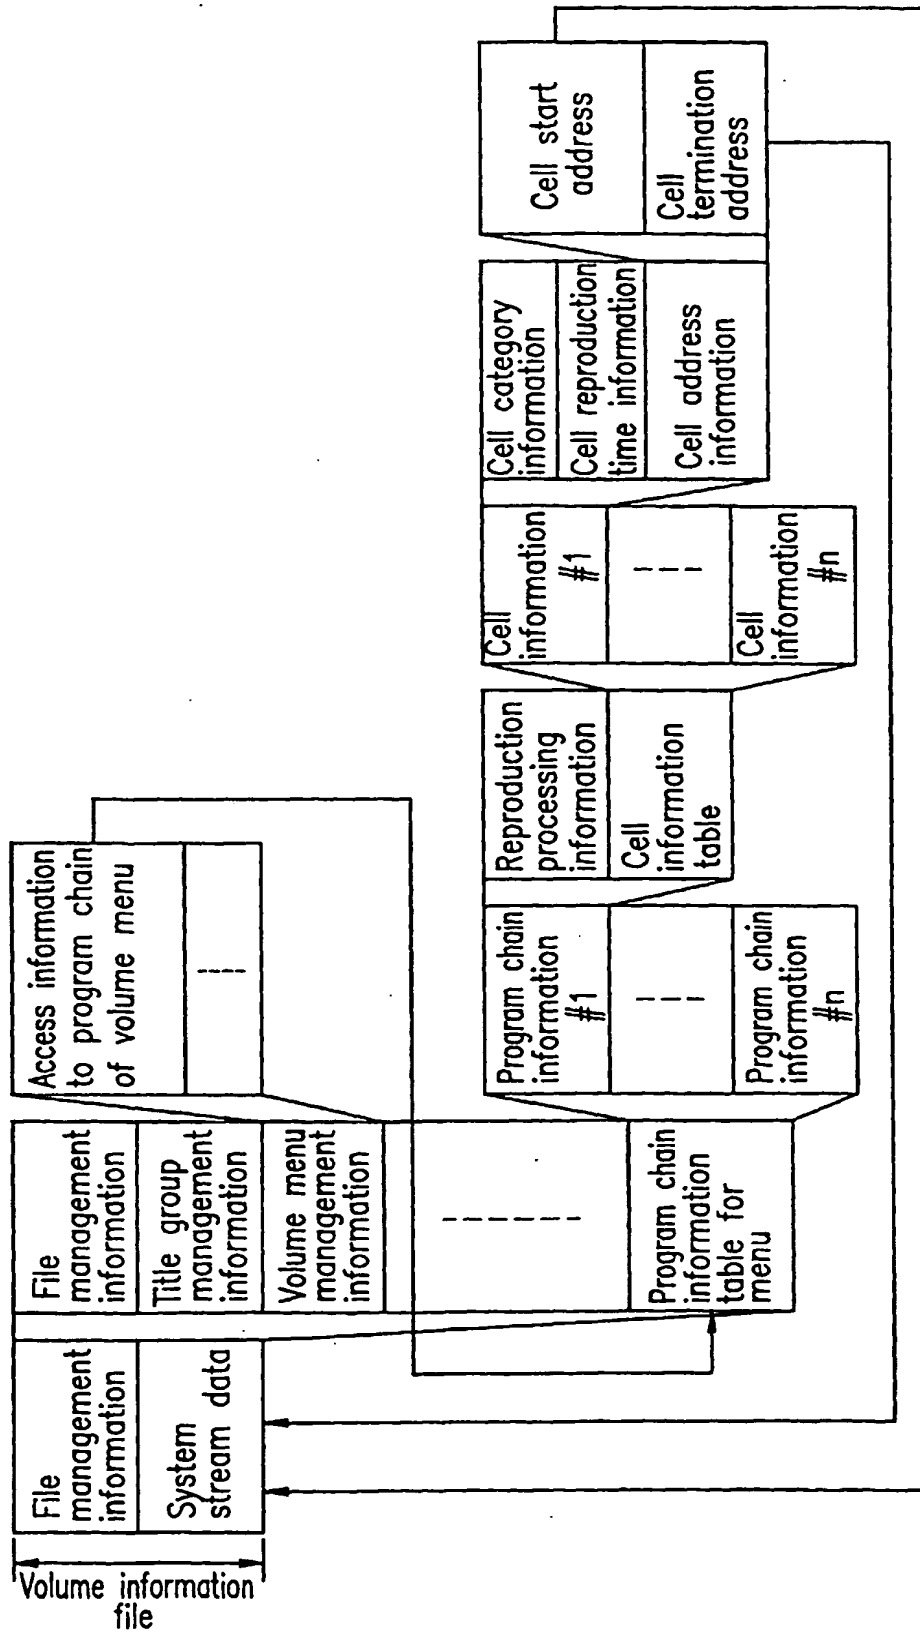 Volume information
file
File
management
information
System
stream data
File
management
information
Title group
management
information
Volume menu
management
information
Program chain
information
table for
menu
Access information
to program chain
of volume menu
Program chain
information
#1
Program chain
information
#n
Reproduction
processing
information
Cell
information
table
Cell
information
#1
Cell
information
#n
Cell category
information
Cell reproduction
time information
Cell address
information
Cell start
address
Cell
termination
address